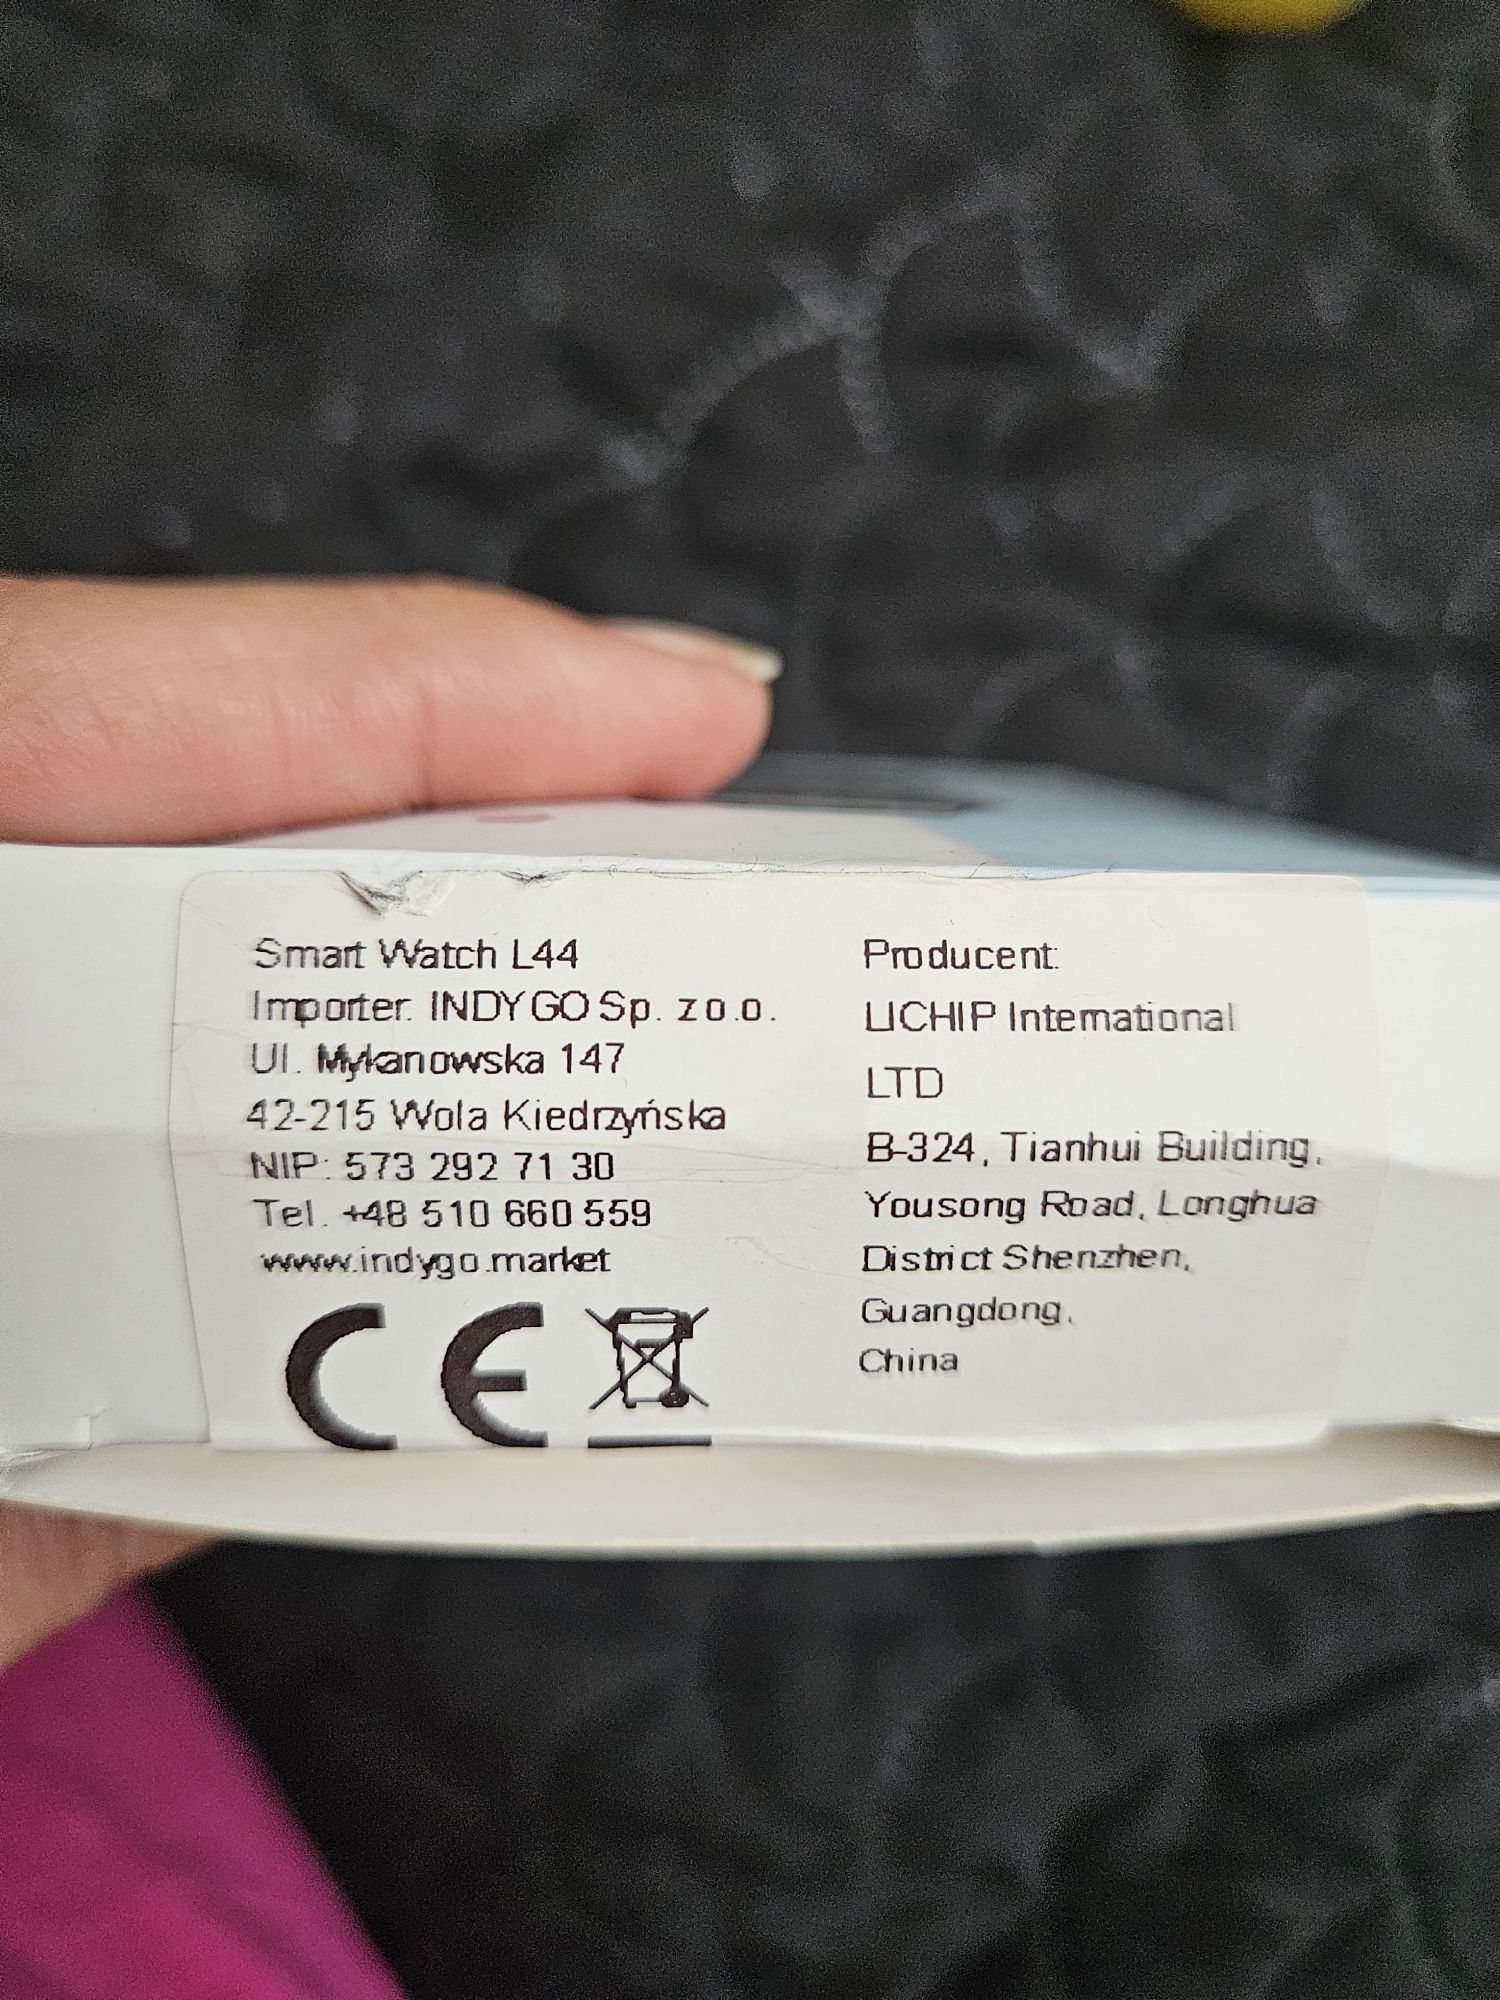 Smart Watch L44
Importer: INDYGO Sp. z o.o.
Ul. Mykanowska 147
42-215 Wola Kiedrzyńska
NIP: 573 292 71 30
Tel. +48 510 660 559
www.indygo.market
CE
Producent:
LICHIP International
LTD
B-324, Tianhui Building,
Yousong Road, Longhua
District Shenzhen,
Guangdong,
China